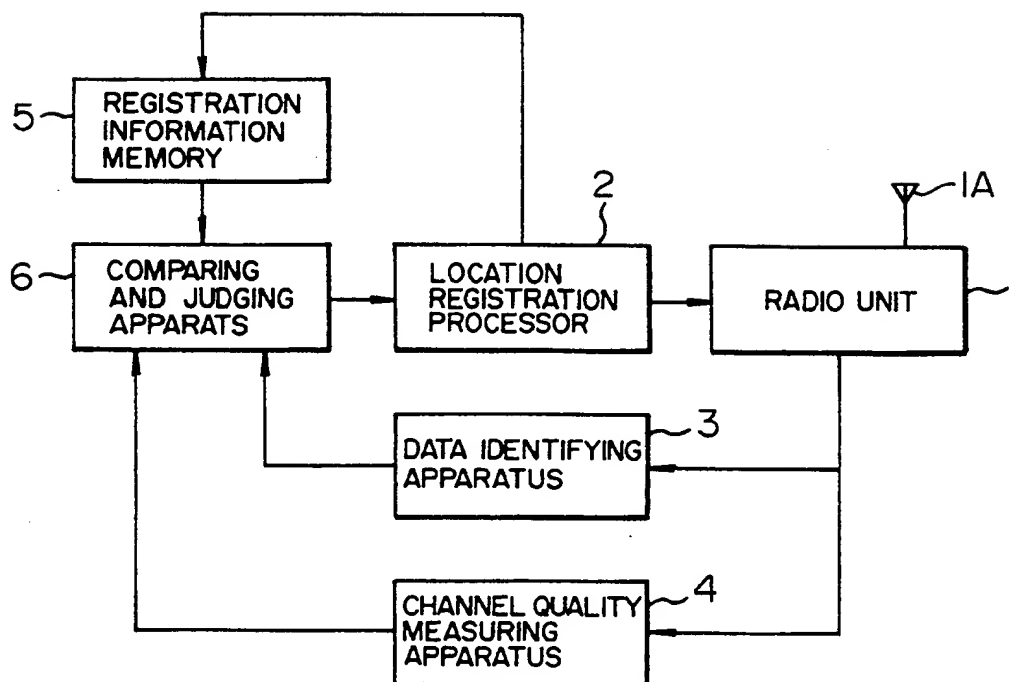 5
REGISTRATION
INFORMATION
MEMORY
2
1A
6
COMPARING
AND JUDGING
APPARATS
LOCATION
REGISTRATION
PROCESSOR
RADIO UNIT
3
DATA IDENTIFYING
APPARATUS
4
CHANNEL QUALITY
MEASURING
APPARATUS